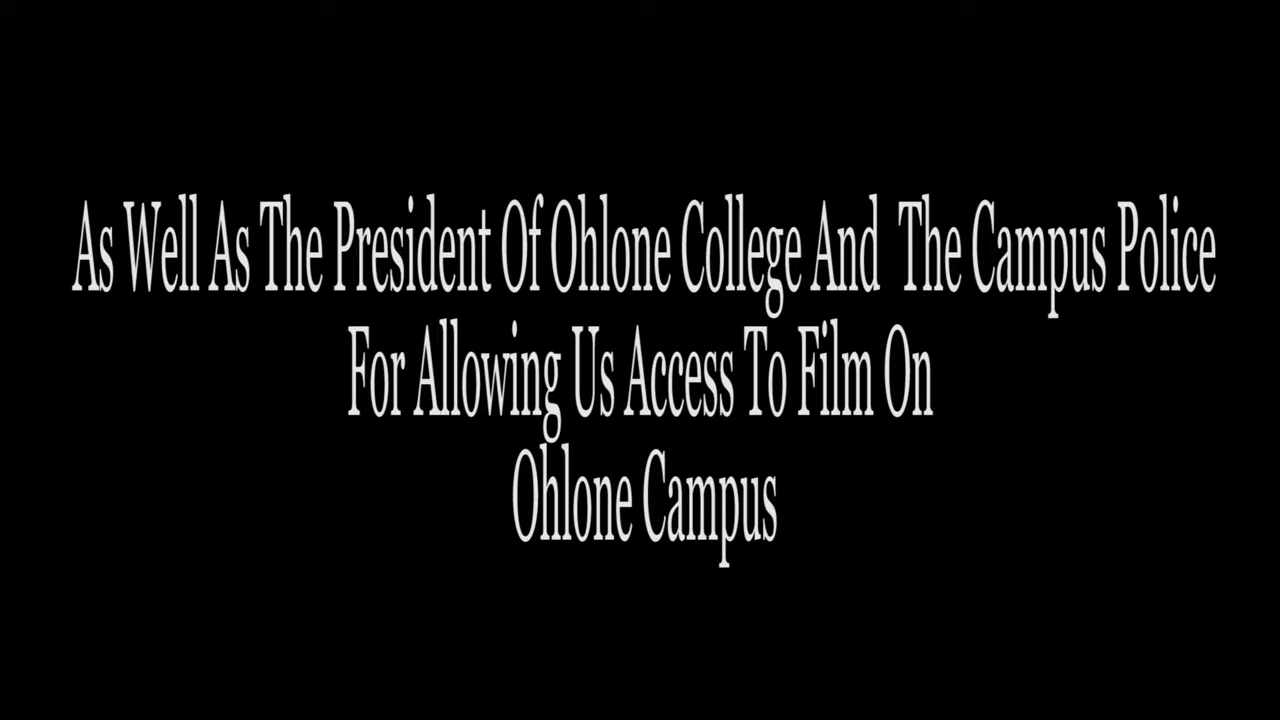 As Well As The President Of Ohlone College And  The Campus Police
For Allowing Us Access To Film On
Ohlone Campus